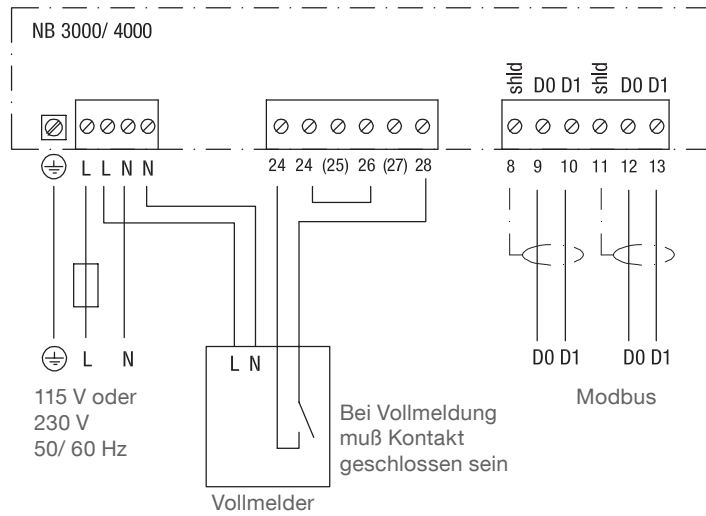 NB 3000/ 4000
shld D0 D1 shld D0 D1
L L N N
24 24 (25) 26 (27) 28
8 9 10 11 12 13
L N
115 V oder
230 V
50/ 60 Hz
L N
Bei Vollmeldung
muß Kontakt
geschlossen sein
Vollmelder
D0 D1 D0 D1
Modbus